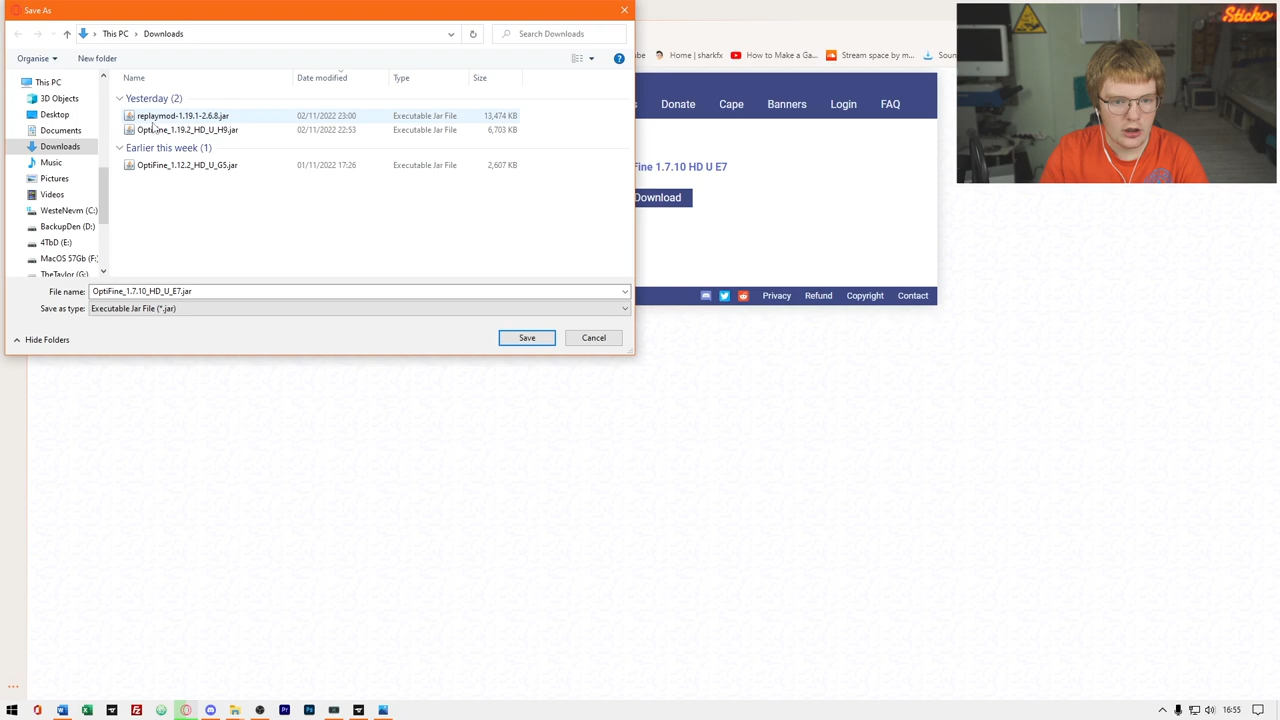 Save As
This PC
Downloads
Search Downloads
Organise
New folder
Name
Date modified
Type
Size
This PC
3D Objects
Desktop
Documents
Downloads
Music
Pictures
Videos
WesteNevm (C:)
BackupDen (D:)
4TbD (E:)
MacOS 57Gb (F:
TheTaylor (G:)
Yesterday (2)
replaymod-1.19.1-2.6.8.jar 02/11/2022 23:00 Executable Jar File 13,474 KB
OptiFine_1.19.2_HD_U_H9.jar 02/11/2022 22:53 Executable Jar File 6,703 KB
Earlier this week (1)
OptiFine_1.12.2_HD_U_G5.jar 01/11/2022 17:26 Executable Jar File 2,607 KB
File name: OptiFine_1.7.10_HD_U_E7.jar
Save as type: Executable Jar File (*.jar)
Hide Folders
Save
Cancel
Home | sharkfx
How to Make a Ga...
Stream space by m...
Soun
Donate
Cape
Banners
Login
FAQ
Fine 1.7.10 HD U E7
Download
Privacy
Refund
Copyright
Contact
Sticko
16:55